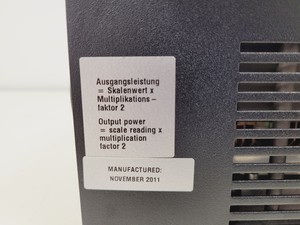 Ausgangsleistung
= Skalenwert x
Multiplikations-
faktor 2
Output power
= scale reading x
multiplication
factor 2
MANUFACTURED:
NOVEMBER 2011